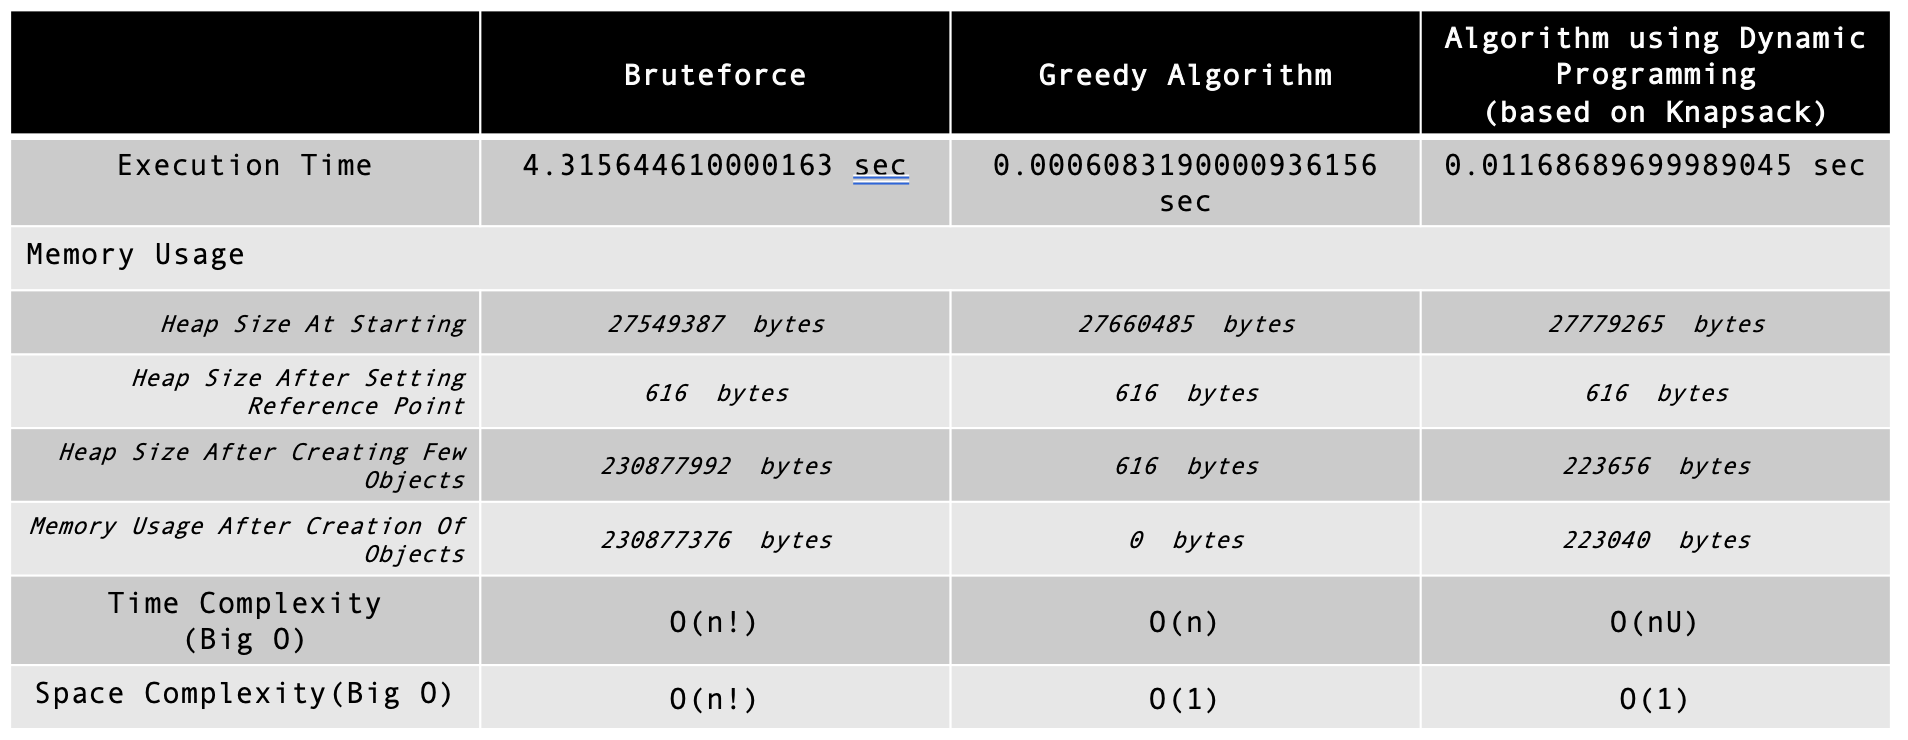 Bruteforce
Greedy Algorithm
Algorithm using Dynamic
Programming
(based on Knapsack)
Execution Time
4.315644610000163 sec
0.0006083190000936156
sec
0.01168689699989045 sec
Memory Usage
Heap Size At Starting
27549387 bytes
27660485 bytes
27779265 bytes
Heap Size After Setting
Reference Point
616 bytes
616 bytes
616 bytes
Heap Size After Creating Few
Objects
230877992 bytes
616 bytes
223656 bytes
Memory Usage After Creation Of
Objects
230877376 bytes
0 bytes
223040 bytes
Time Complexity
(Big O)
O(n!)
O(n)
O(nU)
Space Complexity(Big O)
O(n!)
O(1)
O(1)